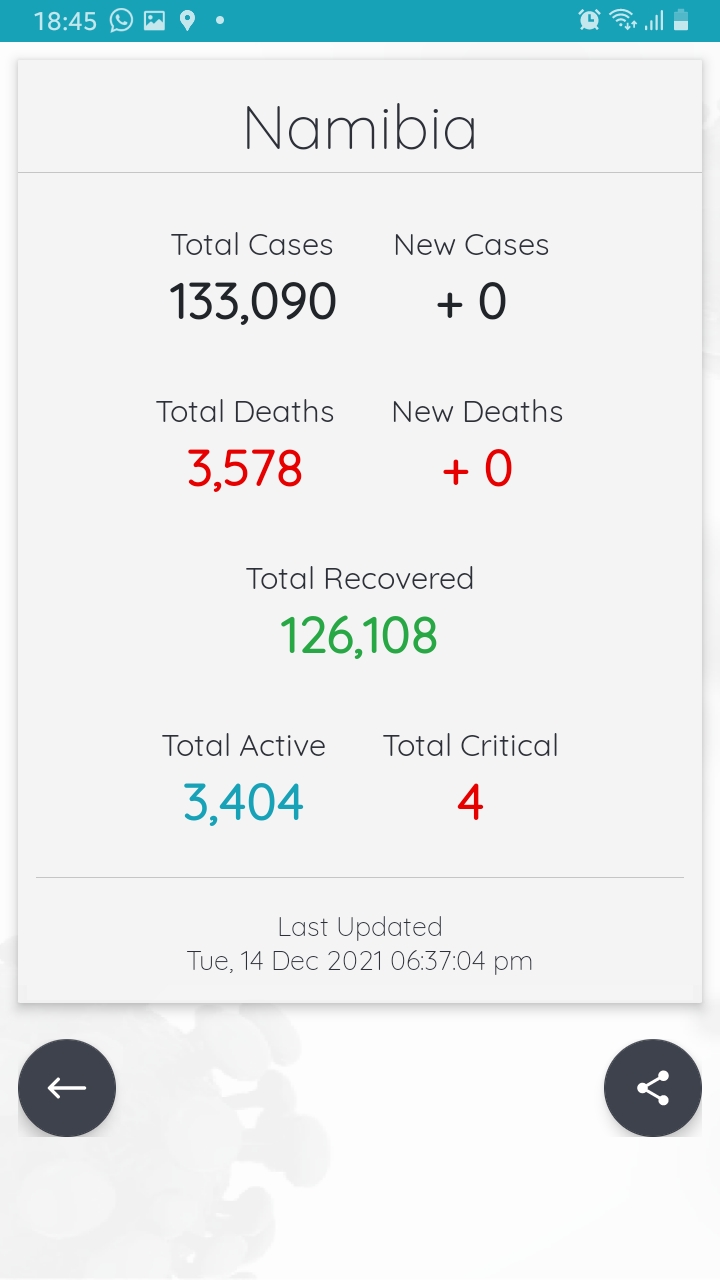 18:45
Namibia
Total Cases New Cases
133,090 + 0
Total Deaths New Deaths
3,578 + 0
Total Recovered
126,108
Total Active Total Critical
3,404 4
Last Updated
Tue, 14 Dec 2021 06:37:04 pm